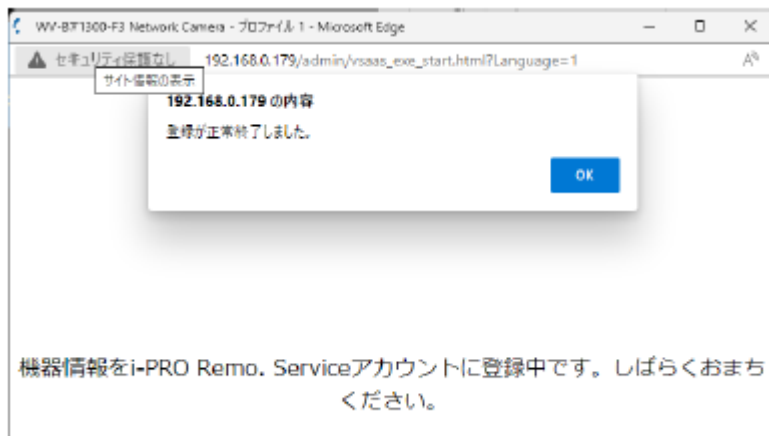 WV-B71300-F3 Network Camera - プロファイル 1 - Microsoft Edge
セキュリティ保護なし 192.168.0.179/admin/vsaas_exe_start.html?Language=1
サイト情報の表示
192.168.0.179 の内容
登録が正常終了しました。
OK
機器情報をi-PRO Remo. Serviceアカウントに登録中です。しばらくおまち
ください。